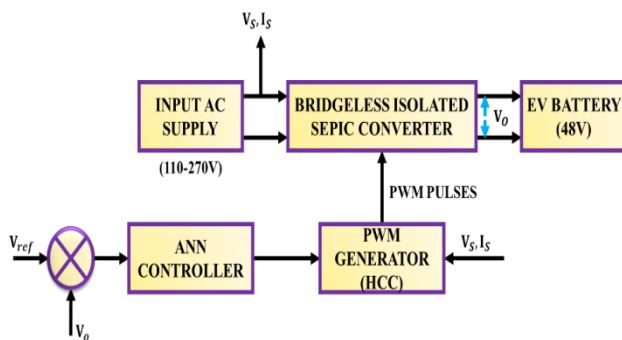 V_S, I_S
INPUT AC
SUPPLY
(110-270V)
BRIDGELESS ISOLATED
SEPIC CONVERTER
V_O
EV BATTERY
(48V)
PWM PULSES
V_ref
V_o
ANN
CONTROLLER
PWM
GENERATOR
(HCC)
V_S, I_S